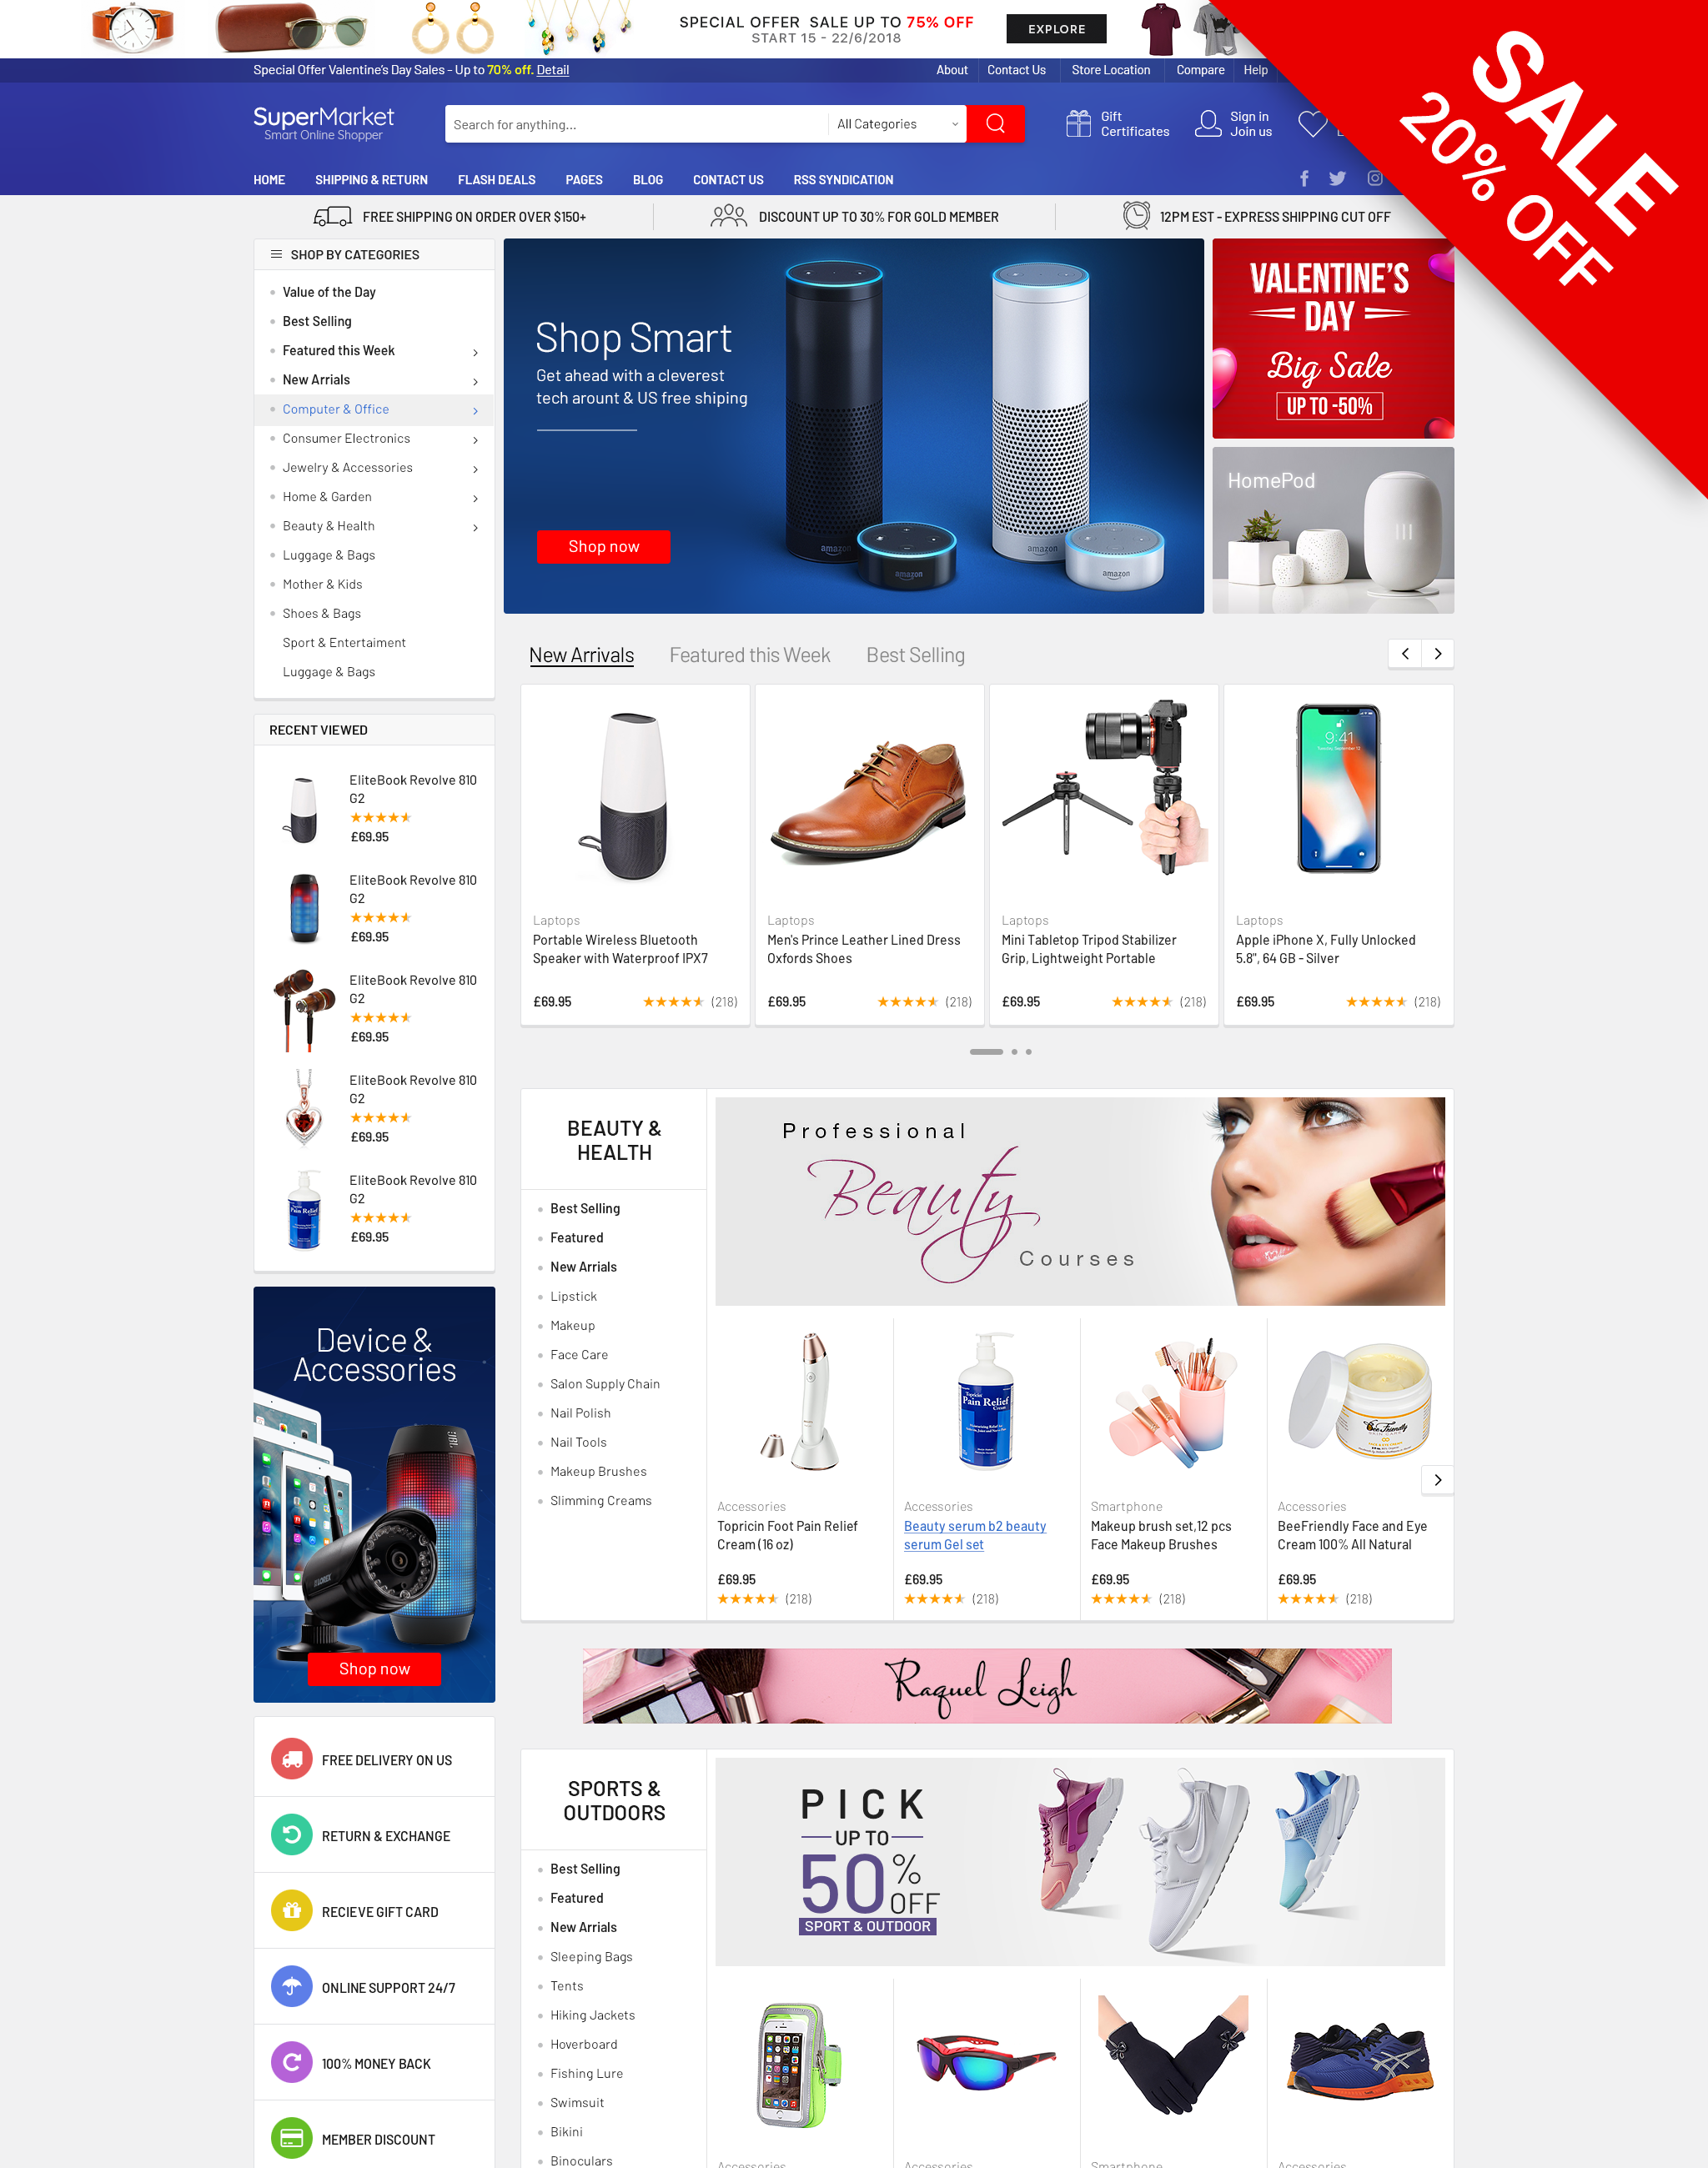 SPECIAL OFFER  SALE UP TO 75% OFF
START 15 - 22/6/2018
EXPLORE
SALE
20% OFF
Special Offer Valentine's Day Sales - Up to 70% off. Detail
About
Contact Us
Store Location
Compare
Help
SuperMarket
Smart Online Shopper
Search for anything...
All Categories
Gift
Certificates
Sign in
Join us
HOME
SHIPPING & RETURN
FLASH DEALS
PAGES
BLOG
CONTACT US
RSS SYNDICATION
FREE SHIPPING ON ORDER OVER $150+
DISCOUNT UP TO 30% FOR GOLD MEMBER
12PM EST - EXPRESS SHIPPING CUT OFF
SHOP BY CATEGORIES
Value of the Day
Best Selling
Featured this Week
New Arrials
Computer & Office
Consumer Electronics
Jewelry & Accessories
Home & Garden
Beauty & Health
Luggage & Bags
Mother & Kids
Shoes & Bags
Sport & Entertaiment
Luggage & Bags
Shop Smart
Get ahead with a cleverest
tech arount & US free shiping
Shop now
amazon
amazon
amazon
amazon
VALENTINE'S
DAY
Big Sale
UP TO -50%
HomePod
New Arrivals
Featured this Week
Best Selling
9:41
Laptops
Portable Wireless Bluetooth
Speaker with Waterproof IPX7
£69.95
(218)
Laptops
Men's Prince Leather Lined Dress
Oxfords Shoes
£69.95
(218)
Laptops
Mini Tabletop Tripod Stabilizer
Grip, Lightweight Portable
£69.95
(218)
Laptops
Apple iPhone X, Fully Unlocked
5.8", 64 GB - Silver
£69.95
(218)
RECENT VIEWED
EliteBook Revolve 810
G2
£69.95
EliteBook Revolve 810
G2
£69.95
EliteBook Revolve 810
G2
£69.95
EliteBook Revolve 810
G2
£69.95
Pain Relief
EliteBook Revolve 810
G2
£69.95
Device &
Accessories
LOREX
Shop now
FREE DELIVERY ON US
RETURN & EXCHANGE
RECIEVE GIFT CARD
ONLINE SUPPORT 24/7
100% MONEY BACK
MEMBER DISCOUNT
BEAUTY &
HEALTH
Best Selling
Featured
New Arrials
Lipstick
Makeup
Face Care
Salon Supply Chain
Nail Polish
Nail Tools
Makeup Brushes
Slimming Creams
Professional
Beauty
Courses
Topricin
Pain Relief
Cream
BeeFriendly
SKIN CARE
Accessories
Topricin Foot Pain Relief
Cream (16 oz)
£69.95
(218)
Accessories
Beauty serum b2 beauty
serum Gel set
£69.95
(218)
Smartphone
Makeup brush set,12 pcs
Face Makeup Brushes
£69.95
(218)
Accessories
BeeFriendly Face and Eye
Cream 100% All Natural
£69.95
(218)
Raquel Leigh
SPORTS &
OUTDOORS
Best Selling
Featured
New Arrials
Sleeping Bags
Tents
Hiking Jackets
Hoverboard
Fishing Lure
Swimsuit
Bikini
Binoculars
PICK
UP TO
50% OFF
SPORT & OUTDOOR
Accessories
Accessories
Smartphone
Accessories